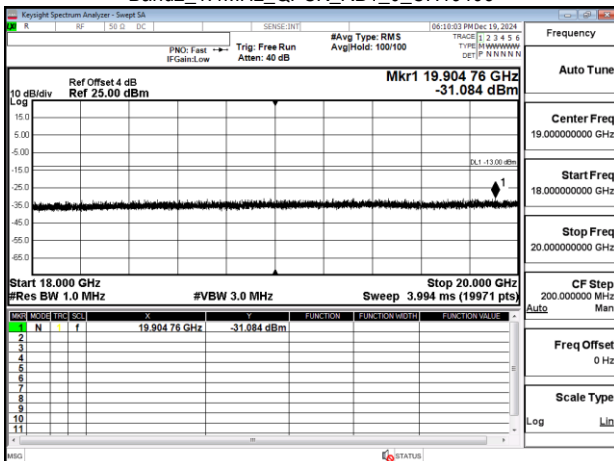 Keysight Spectrum Analyzer - Swept SA
R RF 50 Ω DC SENSE:INT 06:10:03 PM Dec 19, 2024
#Avg Type: RMS TRACE 1 2 3 4 5 6
PNO: Fast Trig: Free Run Avg|Hold: 100/100 TYPE M W W W W W
IFGain:Low Atten: 40 dB DET P N N N N N
Mkr1 19.904 76 GHz
Ref Offset 4 dB
10 dB/div Ref 25.00 dBm -31.084 dBm
Log
15.0
5.00
-5.00
DL1 -13.00 dBm
-15.0
1
-25.0
-35.0
-45.0
-55.0
-65.0
Start 18.000 GHz Stop 20.000 GHz
#Res BW 1.0 MHz #VBW 3.0 MHz Sweep 3.994 ms (19971 pts)
MKR MODE TRC SCL X Y FUNCTION FUNCTION WIDTH FUNCTION VALUE
1 N 1 f 19.904 76 GHz -31.084 dBm
2
3
4
5
6
7
8
9
10
11
MSG STATUS
Frequency
Auto Tune
Center Freq
19.000000000 GHz
Start Freq
18.000000000 GHz
Stop Freq
20.000000000 GHz
CF Step
200.000000 MHz
Auto Man
Freq Offset
0 Hz
Scale Type
Log Lin